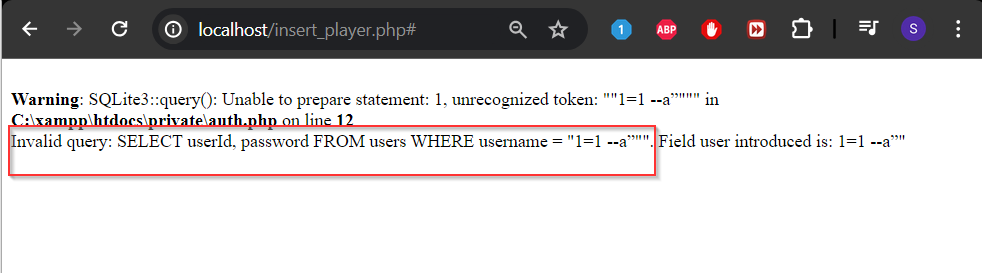 localhost/insert_player.php#
1
ABP
S
Warning: SQLite3::query(): Unable to prepare statement: 1, unrecognized token: ""1=1 --a”""" in
C:\xampp\htdocs\private\auth.php on line 12
Invalid query: SELECT userId, password FROM users WHERE username = "1=1 --a”"". Field user introduced is: 1=1 --a”"